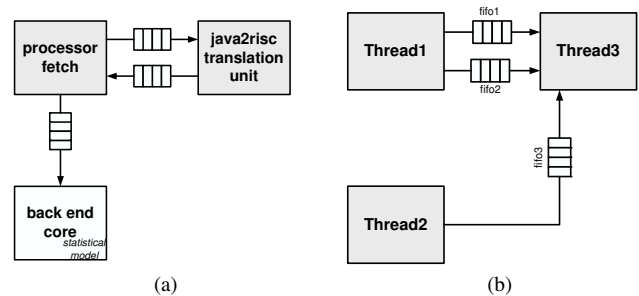 processor
fetch
java2risc
translation
unit
back end
core
statistical
model
(a)
fifo1
Thread1
Thread3
fifo2
fifo3
Thread2
(b)